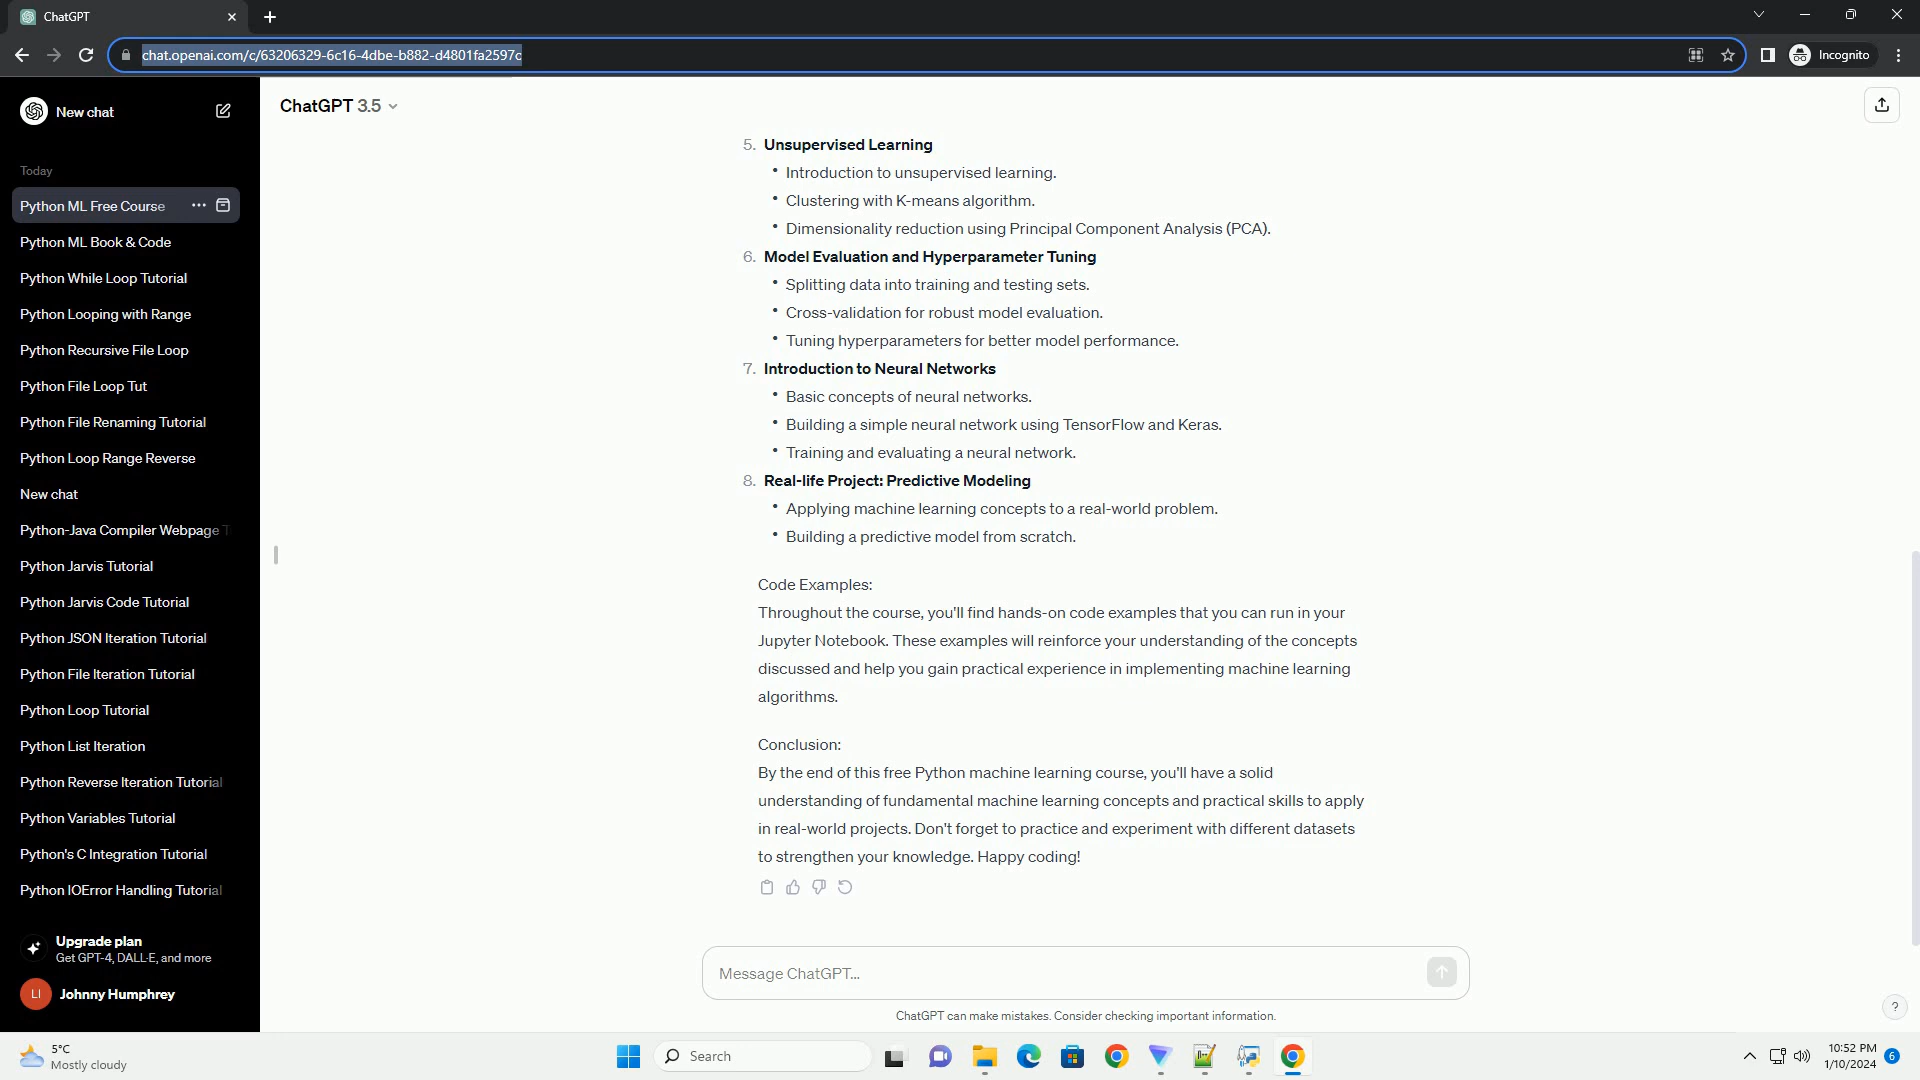 ChatGPT
chat.openai.com/c/63206329-6c16-4dbe-b882-d4801fa2597c
Incognito
New chat
Today
Python ML Free Course
Python ML Book & Code
Python While Loop Tutorial
Python Looping with Range
Python Recursive File Loop
Python File Loop Tut
Python File Renaming Tutorial
Python Loop Range Reverse
New chat
Python-Java Compiler Webpage T
Python Jarvis Tutorial
Python Jarvis Code Tutorial
Python JSON Iteration Tutorial
Python File Iteration Tutorial
Python Loop Tutorial
Python List Iteration
Python Reverse Iteration Tutorial
Python Variables Tutorial
Python's C Integration Tutorial
Python IOError Handling Tutorial
Upgrade plan
Get GPT-4, DALL·E, and more
LI
Johnny Humphrey
ChatGPT 3.5
5. Unsupervised Learning
• Introduction to unsupervised learning.
• Clustering with K-means algorithm.
• Dimensionality reduction using Principal Component Analysis (PCA).
6. Model Evaluation and Hyperparameter Tuning
• Splitting data into training and testing sets.
• Cross-validation for robust model evaluation.
• Tuning hyperparameters for better model performance.
7. Introduction to Neural Networks
• Basic concepts of neural networks.
• Building a simple neural network using TensorFlow and Keras.
• Training and evaluating a neural network.
8. Real-life Project: Predictive Modeling
• Applying machine learning concepts to a real-world problem.
• Building a predictive model from scratch.
Code Examples:
Throughout the course, you'll find hands-on code examples that you can run in your
Jupyter Notebook. These examples will reinforce your understanding of the concepts
discussed and help you gain practical experience in implementing machine learning
algorithms.
Conclusion:
By the end of this free Python machine learning course, you'll have a solid
understanding of fundamental machine learning concepts and practical skills to apply
in real-world projects. Don't forget to practice and experiment with different datasets
to strengthen your knowledge. Happy coding!
Message ChatGPT...
ChatGPT can make mistakes. Consider checking important information.
?
5°C
Mostly cloudy
Search
10:52 PM
1/10/2024
6